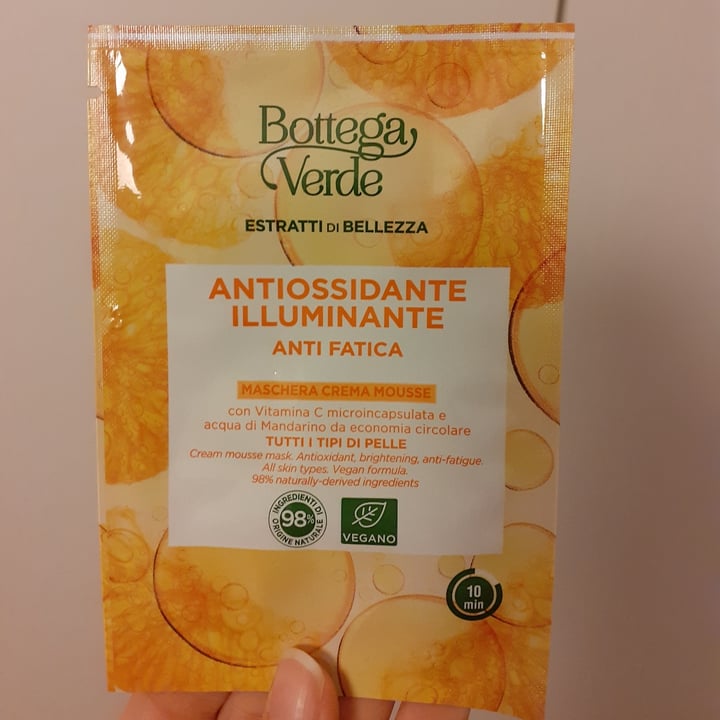 Bottega
Verde
ESTRATTI DI BELLEZZA
ANTIOSSIDANTE
ILLUMINANTE
ANTI FATICA
MASCHERA CREMA MOUSSE
con Vitamina C microincapsulata e
acqua di Mandarino da economia circolare
TUTTI I TIPI DI PELLE
Cream mousse mask. Antioxidant, brightening, anti-fatigue.
All skin types. Vegan formula.
98% naturally-derived ingredients
INGREDIENTI DI
98%
ORIGINE NATURALE
VEGANO
10
min